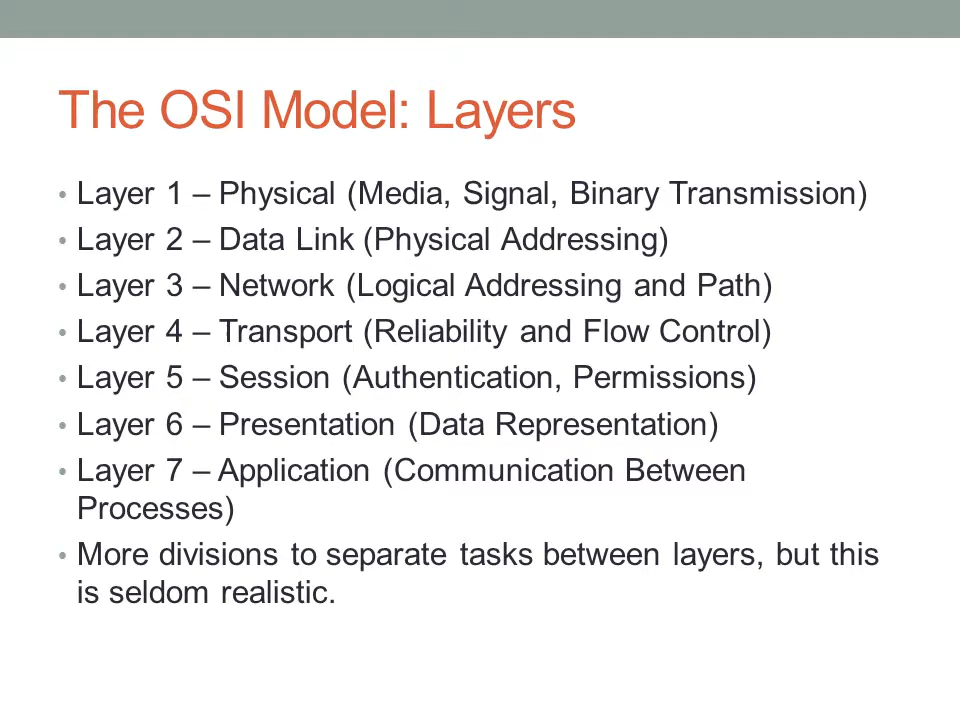 The OSI Model: Layers
• Layer 1 – Physical (Media, Signal, Binary Transmission)
• Layer 2 – Data Link (Physical Addressing)
• Layer 3 – Network (Logical Addressing and Path)
• Layer 4 – Transport (Reliability and Flow Control)
• Layer 5 – Session (Authentication, Permissions)
• Layer 6 – Presentation (Data Representation)
• Layer 7 – Application (Communication Between
Processes)
• More divisions to separate tasks between layers, but this
is seldom realistic.